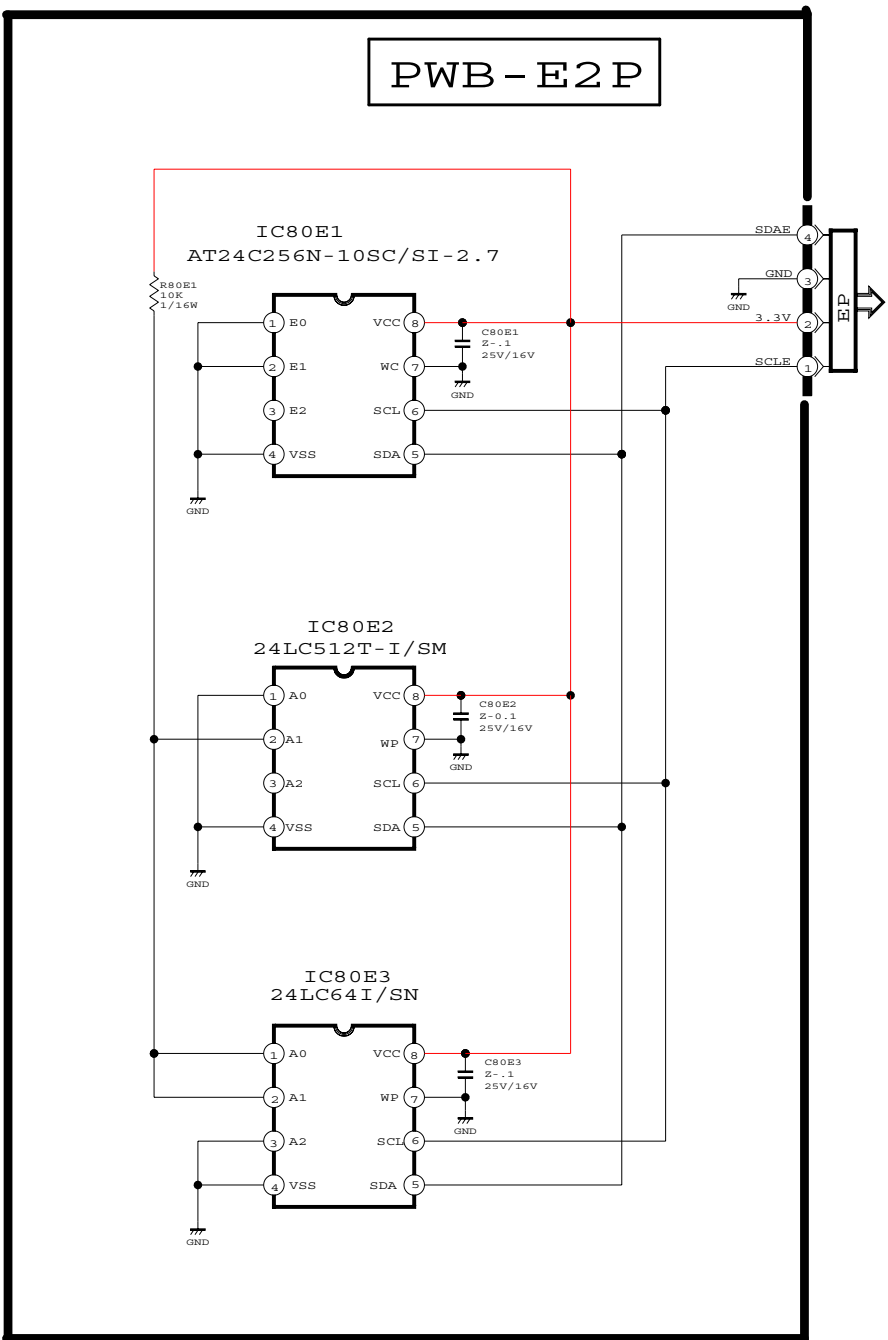 PWB-E2P
IC80E1
AT24C256N-10SC/SI-2.7
R80E1
10K
1/16W
1 E0
2 E1
3 E2
4 VSS
VCC 8
WC 7
SCL 6
SDA 5
C80E1
Z-.1
25V/16V
GND
GND
SDAE 4
GND 3
GND
3.3V 2
SCLE 1
EP
IC80E2
24LC512T-I/SM
1 A0
2 A1
3 A2
4 VSS
VCC 8
WP 7
SCL 6
SDA 5
C80E2
Z-0.1
25V/16V
GND
GND
IC80E3
24LC64I/SN
1 A0
2 A1
3 A2
4 VSS
VCC 8
WP 7
SCL 6
SDA 5
C80E3
Z-.1
25V/16V
GND
GND